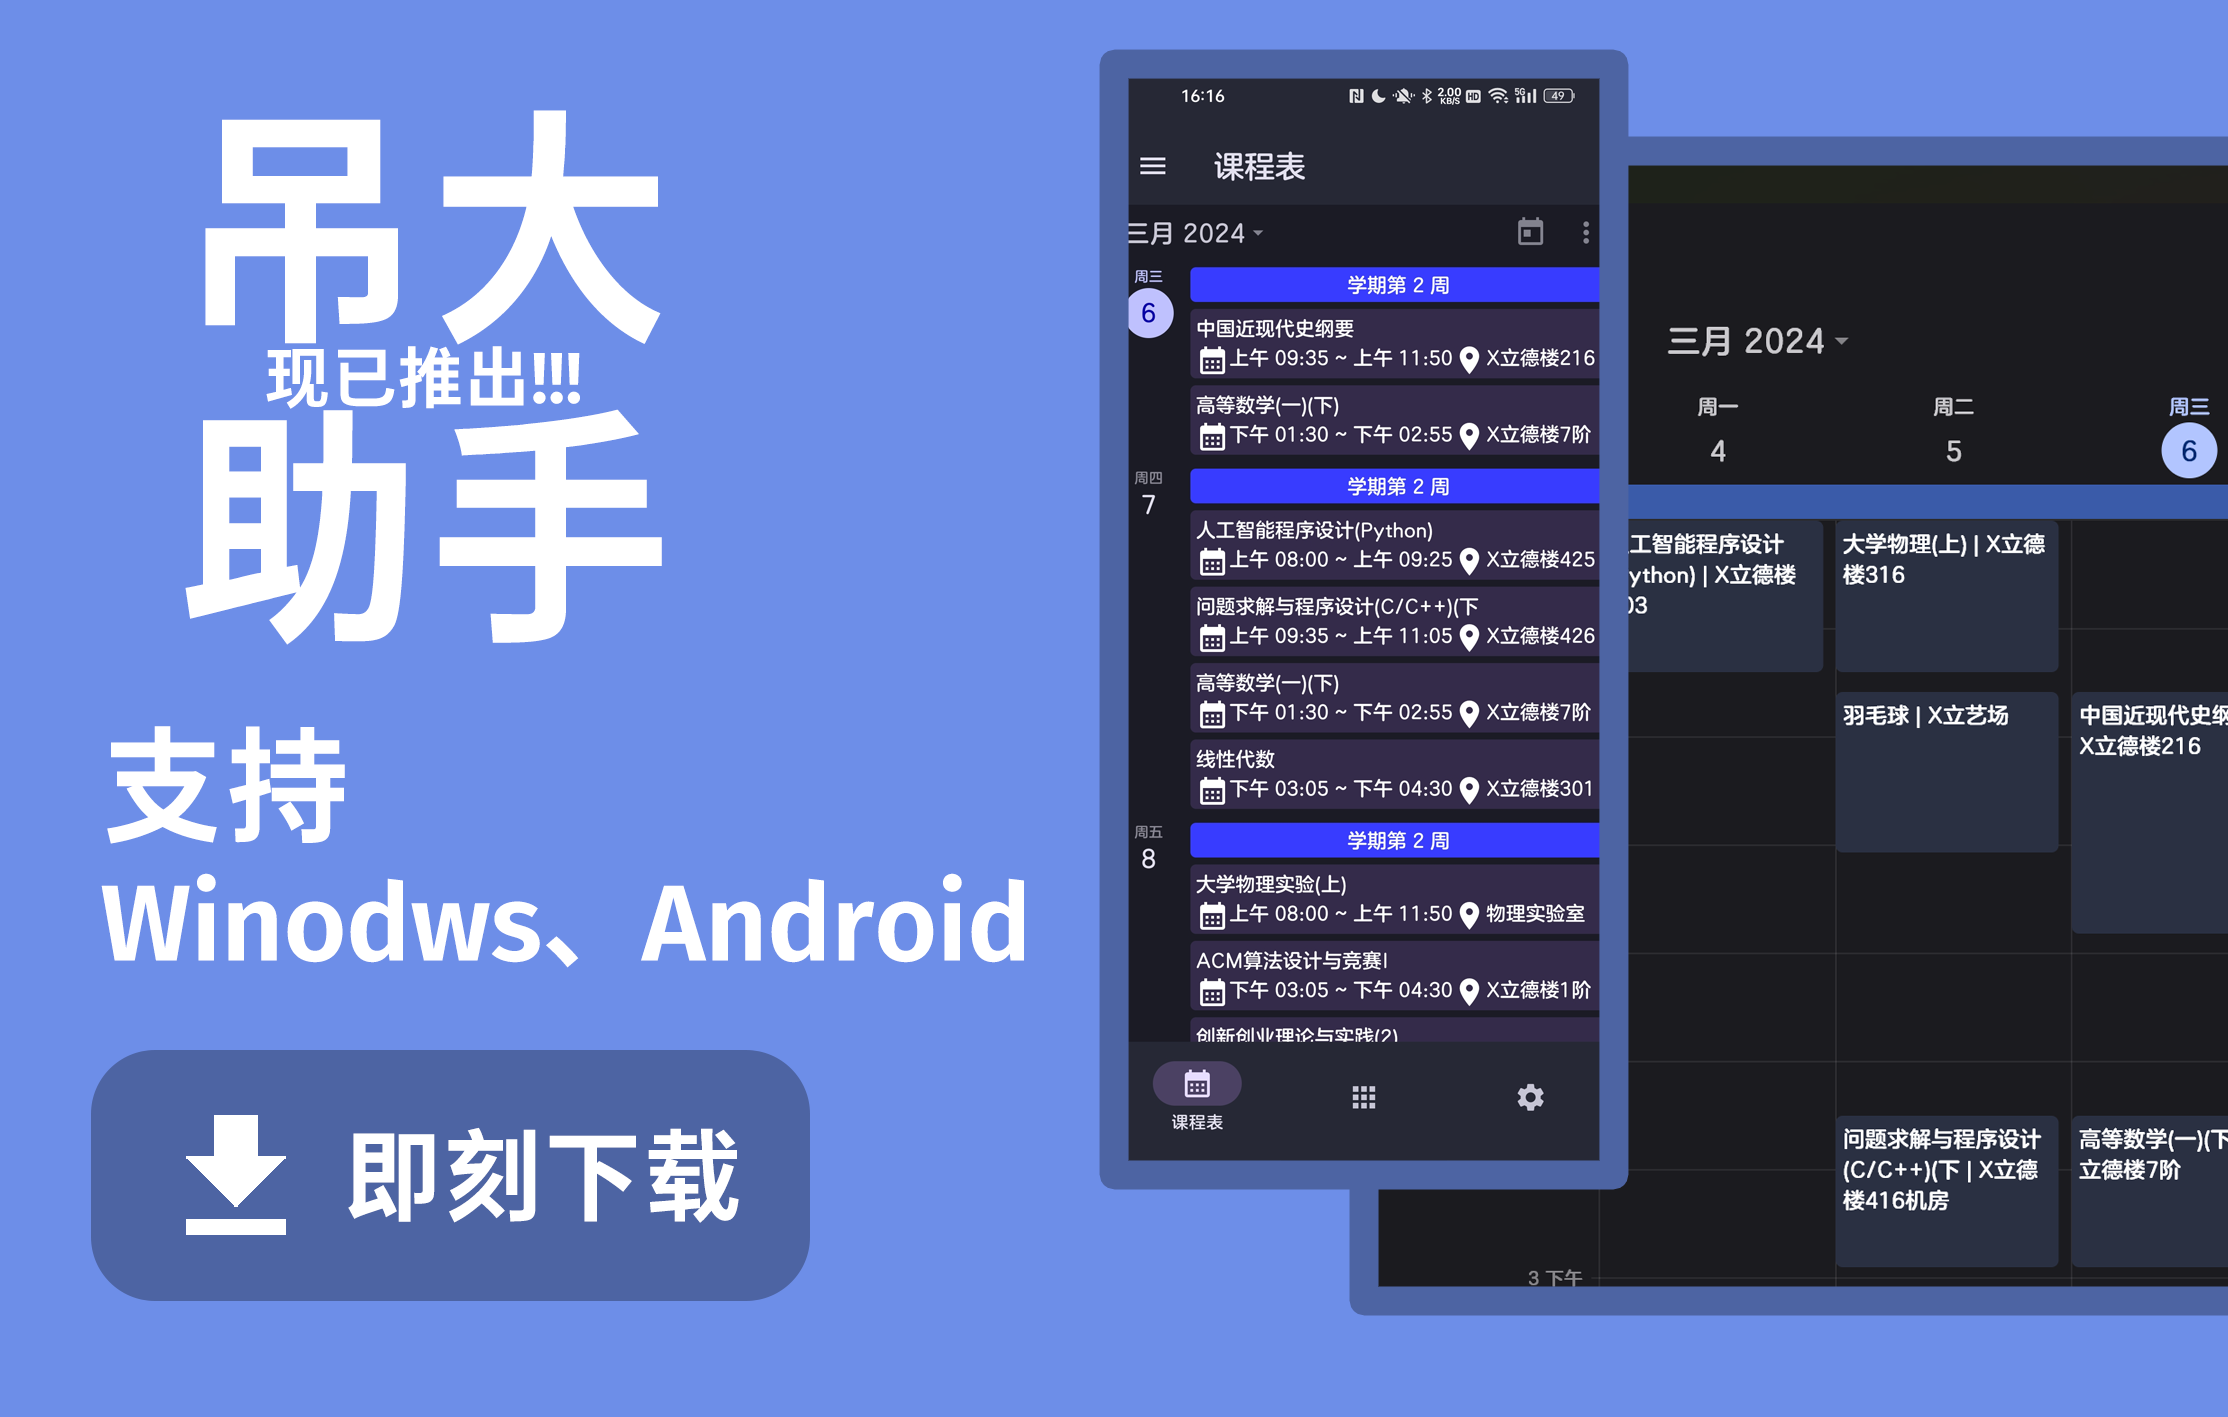 吊大
现已推出!!!
助手
支持
Winodws、Android
即刻下载
16:16
2.00
KB/S
HD
5G
49
课程表
三月 2024
周三
6
学期第 2 周
中国近现代史纲要
上午 09:35 ~ 上午 11:50 X立德楼216
高等数学(一)(下)
下午 01:30 ~ 下午 02:55 X立德楼7阶
周四
7
学期第 2 周
人工智能程序设计(Python)
上午 08:00 ~ 上午 09:25 X立德楼425
问题求解与程序设计(C/C++)(下
上午 09:35 ~ 上午 11:05 X立德楼426
高等数学(一)(下)
下午 01:30 ~ 下午 02:55 X立德楼7阶
线性代数
下午 03:05 ~ 下午 04:30 X立德楼301
周五
8
学期第 2 周
大学物理实验(上)
上午 08:00 ~ 上午 11:50 物理实验室
ACM算法设计与竞赛I
下午 03:05 ~ 下午 04:30 X立德楼1阶
创新创业理论与实践(2)
课程表
三月 2024
周一
4
周二
5
周三
6
工智能程序设计
ython) | X立德楼
03
大学物理(上) | X立德
楼316
羽毛球 | X立艺场
中国近现代史纲
X立德楼216
问题求解与程序设计
(C/C++)(下 | X立德
楼416机房
高等数学(一)(下
立德楼7阶
3 下午